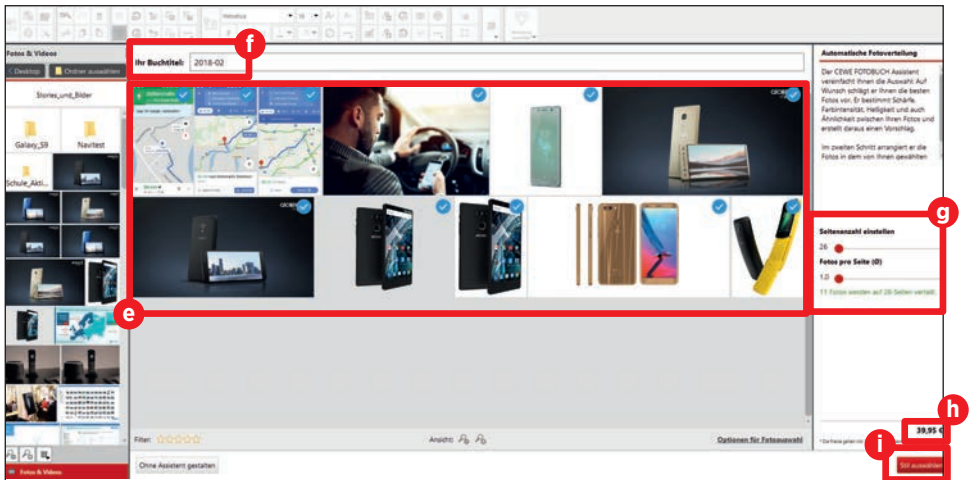 Helvetica
f
Fotos & Videos
Desktop
Ordner auswählen
Ihr Buchtitel:
2018-02
Automatische Fotoverteilung
Der CEWE FOTOBUCH Assistent
vereinfacht Ihnen die Auswahl: Auf
Wunsch schlägt er Ihnen die besten
Fotos vor. Er bestimmt Schärfe,
Farbintensität, Helligkeit und auch
Ähnlichkeit zwischen Ihren Fotos und
erstellt daraus einen Vorschlag.
Im zweiten Schritt arrangiert er die
Fotos in dem von Ihnen gewählten
Stories_und_Bilder
Galaxy_S9
Navitest
Schule_Akti...
g
Seitenanzahl einstellen
26
Fotos pro Seite (Ø)
1.0
11 Fotos werden auf 26 Seiten verteilt.
e
h
39,95 €
Filter:
Ansicht:
Optionen für Fotoauswahl
i
Ohne Assistent gestalten
Stil auswählen
Fotos & Videos